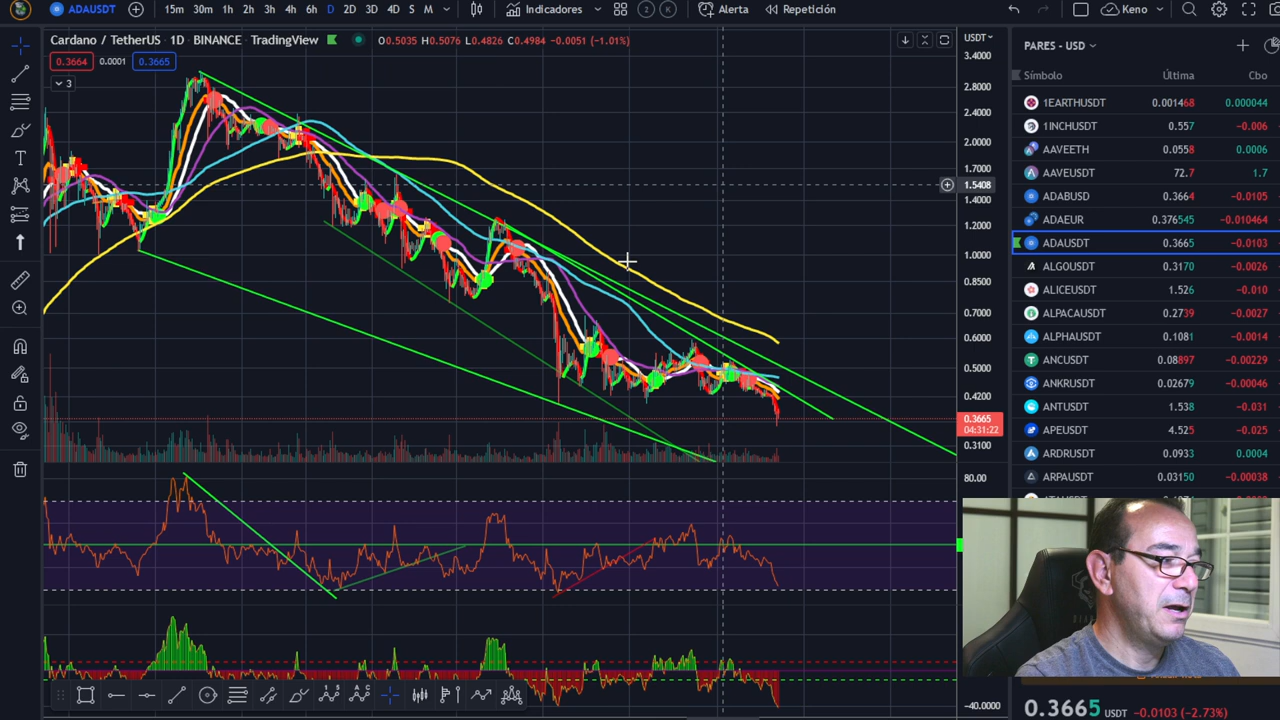 ADAUSDT 15m 30m 1h 2h 3h 4h 6h D 2D 3D 4D S M Indicadores 2 K Alerta Repetición Keno
Cardano / TetherUS · 1D · BINANCE · TradingView O0.5035 H0.5076 L0.4826 C0.4984 -0.0051 (-1.01%)
0.3664 0.0001 0.3665
3
USDT
3.4000
2.8000
2.4000
2.0000
1.7000
1.5408
1.4000
1.2000
1.0000
0.8500
0.7000
0.6000
0.5000
0.4200
0.3665
04:31:22
0.3100
80.00
-40.0000
PARES - USD
Símbolo Última Cbo
1EARTHUSDT 0.001468 0.000044
1INCHUSDT 0.557 -0.006
AAVEETH 0.0558 0.0006
AAVEUSDT 72.7 1.7
ADABUSD 0.3664 -0.0105
ADAEUR 0.376545 -0.010464
ADAUSDT 0.3665 -0.0103
ALGOUSDT 0.3170 -0.0026
ALICEUSDT 1.526 -0.010
ALPACAUSDT 0.2739 -0.0027
ALPHAUSDT 0.1081 -0.0014
ANCUSDT 0.08897 -0.00229
ANKRUSDT 0.02679 -0.00046
ANTUSDT 1.538 -0.031
APEUSDT 4.525 -0.025
ARDRUSDT 0.0933 0.0004
ARPAUSDT 0.03150 -0.00038
0.3665 USDT -0.0103 (-2.73%)